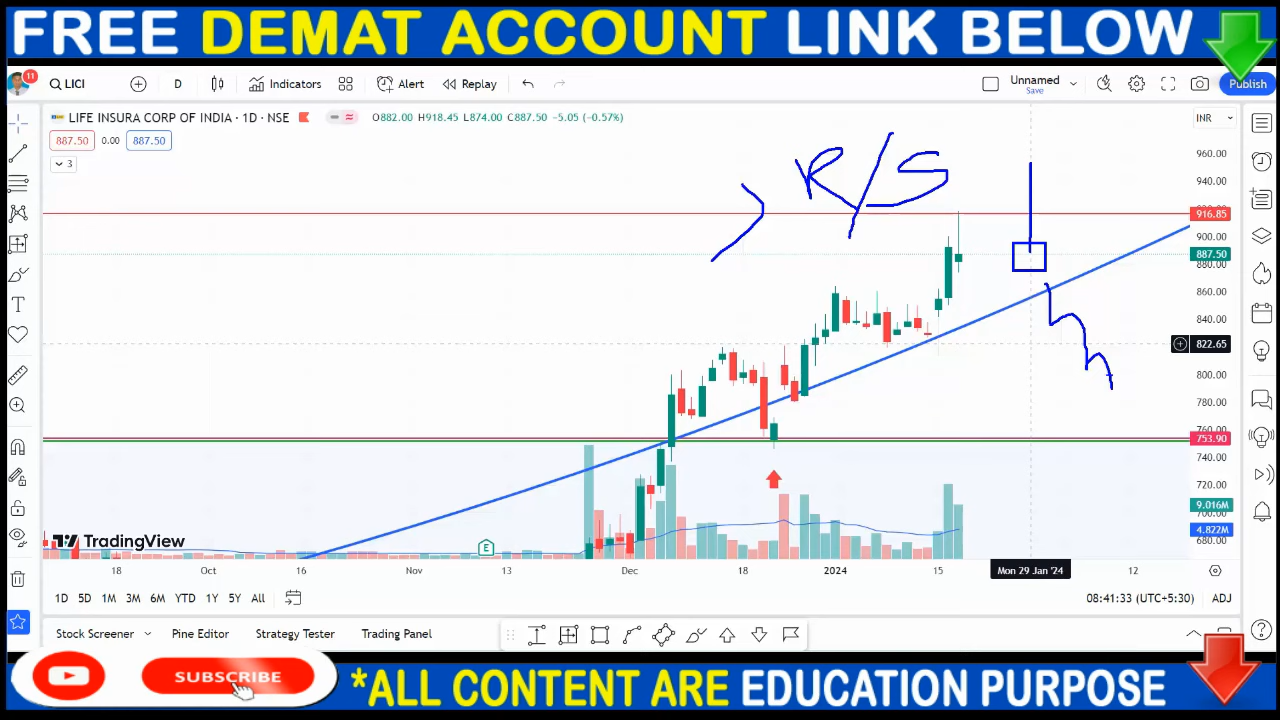 FREE DEMAT ACCOUNT LINK BELOW
11
LICI
D
Indicators
Alert
Replay
Unnamed
Save
Publish
LIFE INSURA CORP OF INDIA · 1D · NSE
O882.00 H918.45 L874.00 C887.50 -5.05 (-0.57%)
INR
887.50 0.00 887.50
3
R/S
960.00
940.00
916.85
900.00
887.50
880.00
860.00
840.00
822.65
800.00
780.00
760.00
753.90
740.00
720.00
9.016M
700.00
4.822M
680.00
E
TradingView
18 Oct 16 Nov 13 Dec 18 2024 15 Mon 29 Jan '24 12
1D 5D 1M 3M 6M YTD 1Y 5Y All
08:41:33 (UTC+5:30) ADJ
Stock Screener Pine Editor Strategy Tester Trading Panel
SUBSCRIBE
*ALL CONTENT ARE EDUCATION PURPOSE